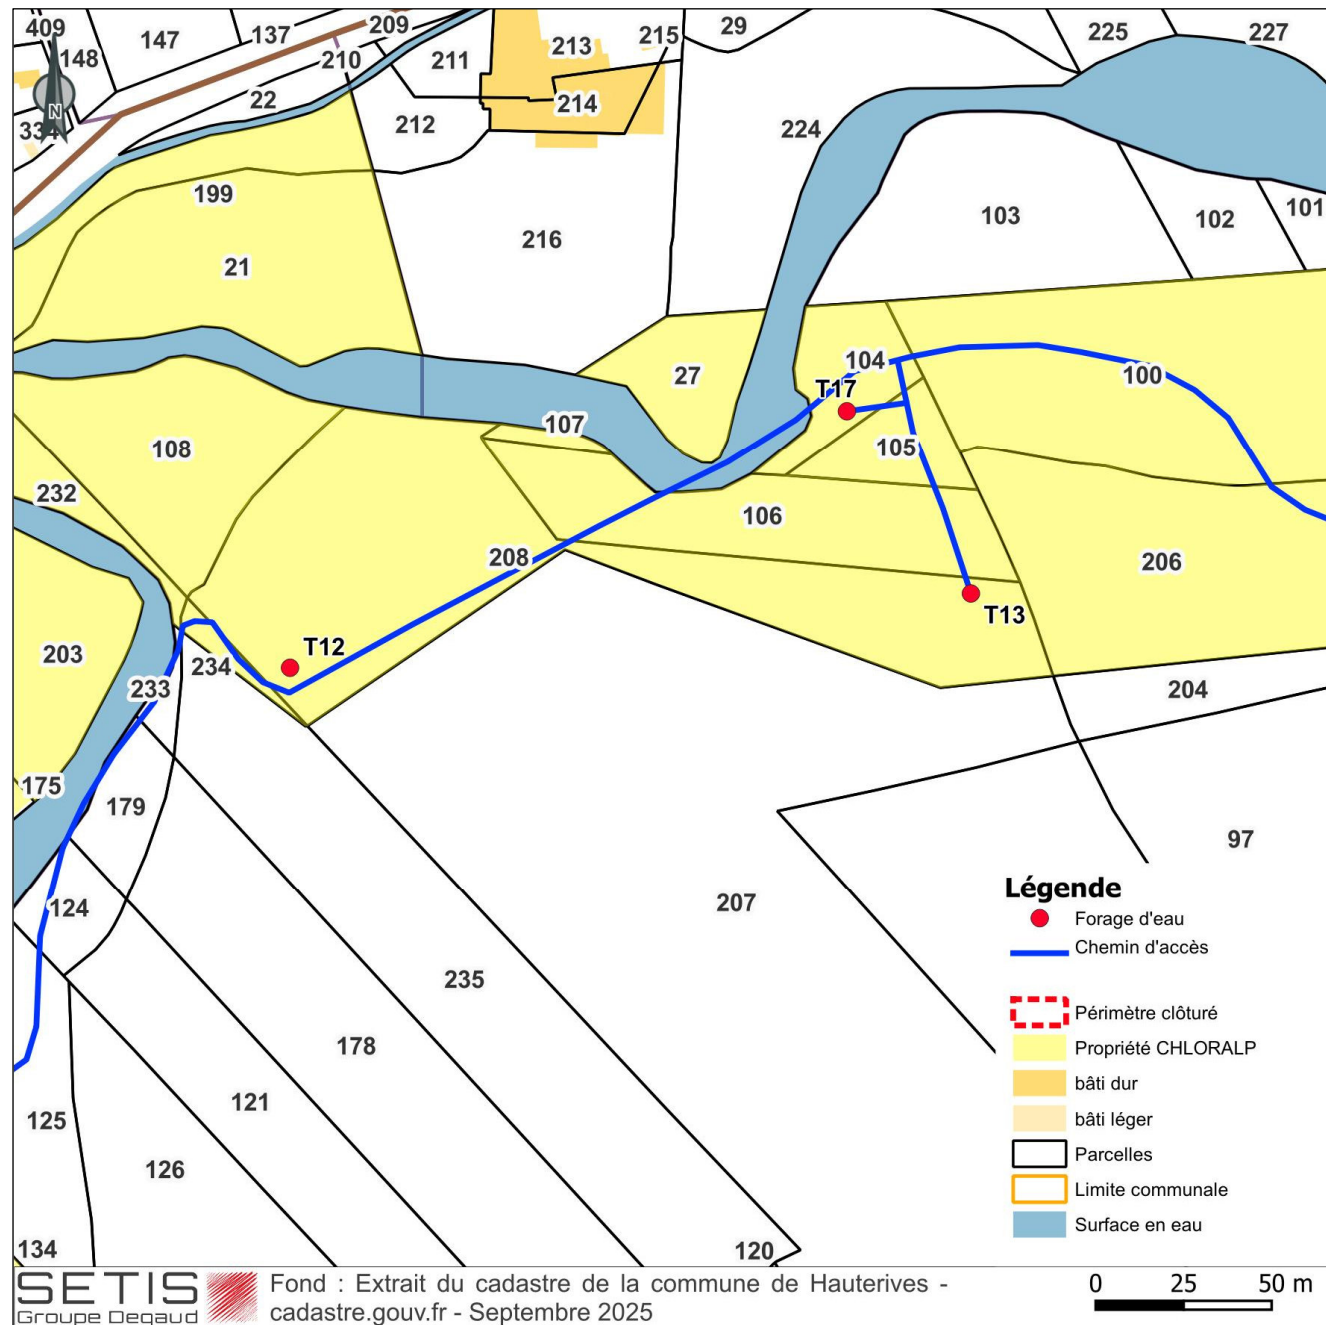 409
148
147
137
209
210
211
213
215
29
225
227
22
212
214
224
334
N
199
216
103
102
101
21
27
104
T17
100
107
108
105
232
106
208
206
T12
T13
203
234
233
204
175
179
97
124
207
235
178
121
125
126
134
120
Légende
Forage d'eau
Chemin d'accès
Périmètre clôturé
Propriété CHLORALP
bâti dur
bâti léger
Parcelles
Limite communale
Surface en eau
SETIS
Groupe Degaud
Fond : Extrait du cadastre de la commune de Hauterives -
cadastre.gouv.fr - Septembre 2025
0 25 50 m